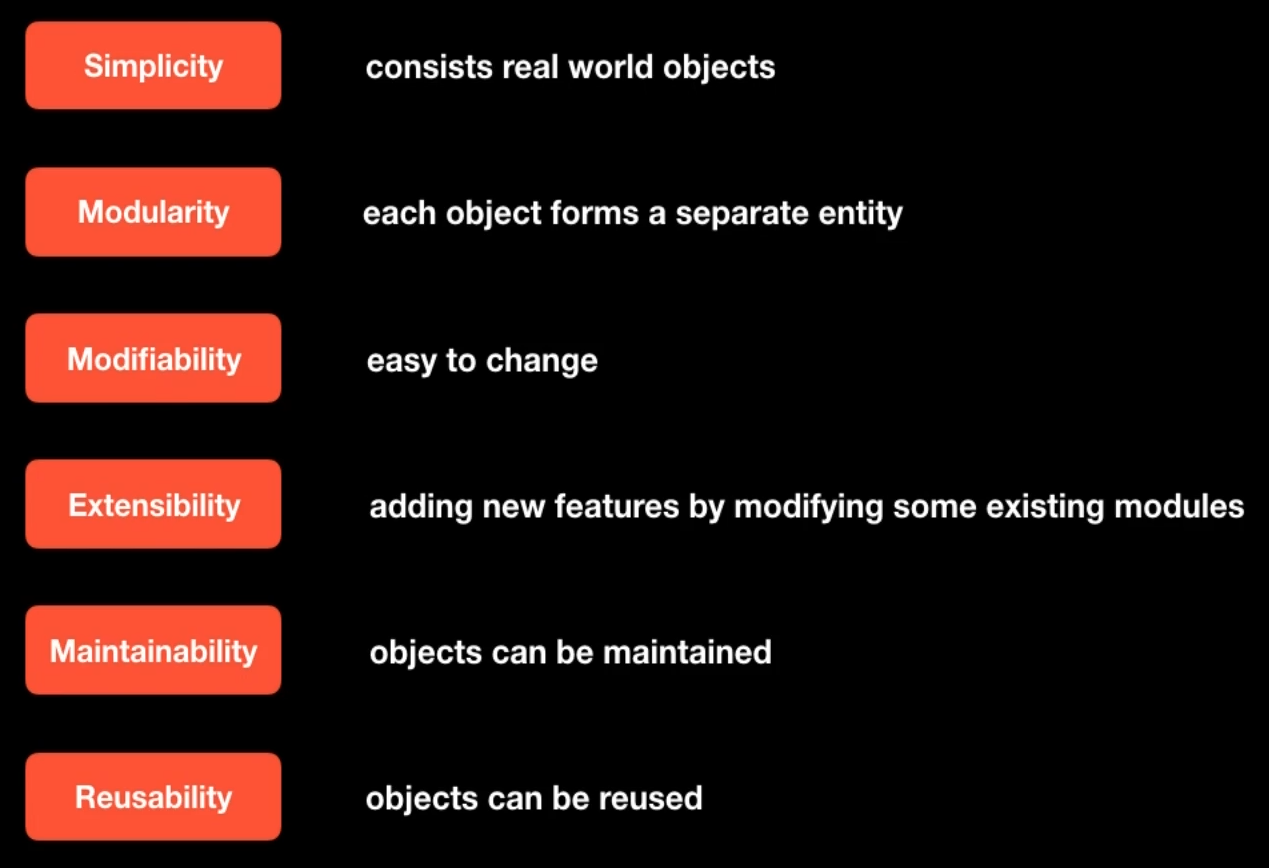 Simplicity consists real world objects
Modularity each object forms a separate entity
Modifiability easy to change
Extensibility adding new features by modifying some existing modules
Maintainability objects can be maintained
Reusability objects can be reused